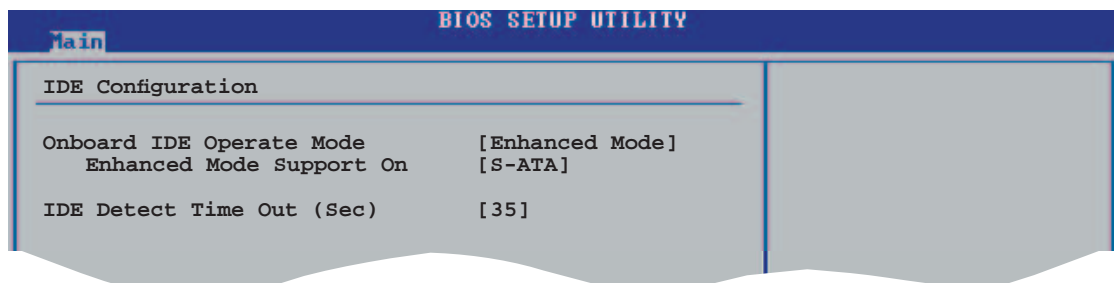 BIOS SETUP UTILITY
Main
IDE Configuration
Onboard IDE Operate Mode [Enhanced Mode]
Enhanced Mode Support On [S-ATA]
IDE Detect Time Out (Sec) [35]